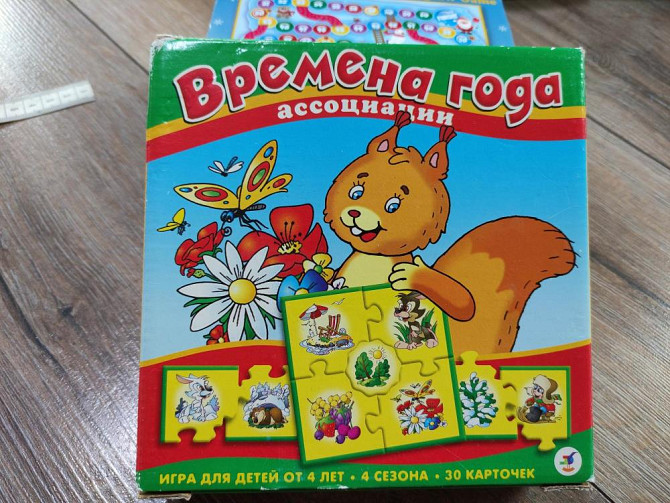 Времена года
ассоциации
ИГРА ДЛЯ ДЕТЕЙ ОТ 4 ЛЕТ • 4 СЕЗОНА • 30 КАРТОЧЕК